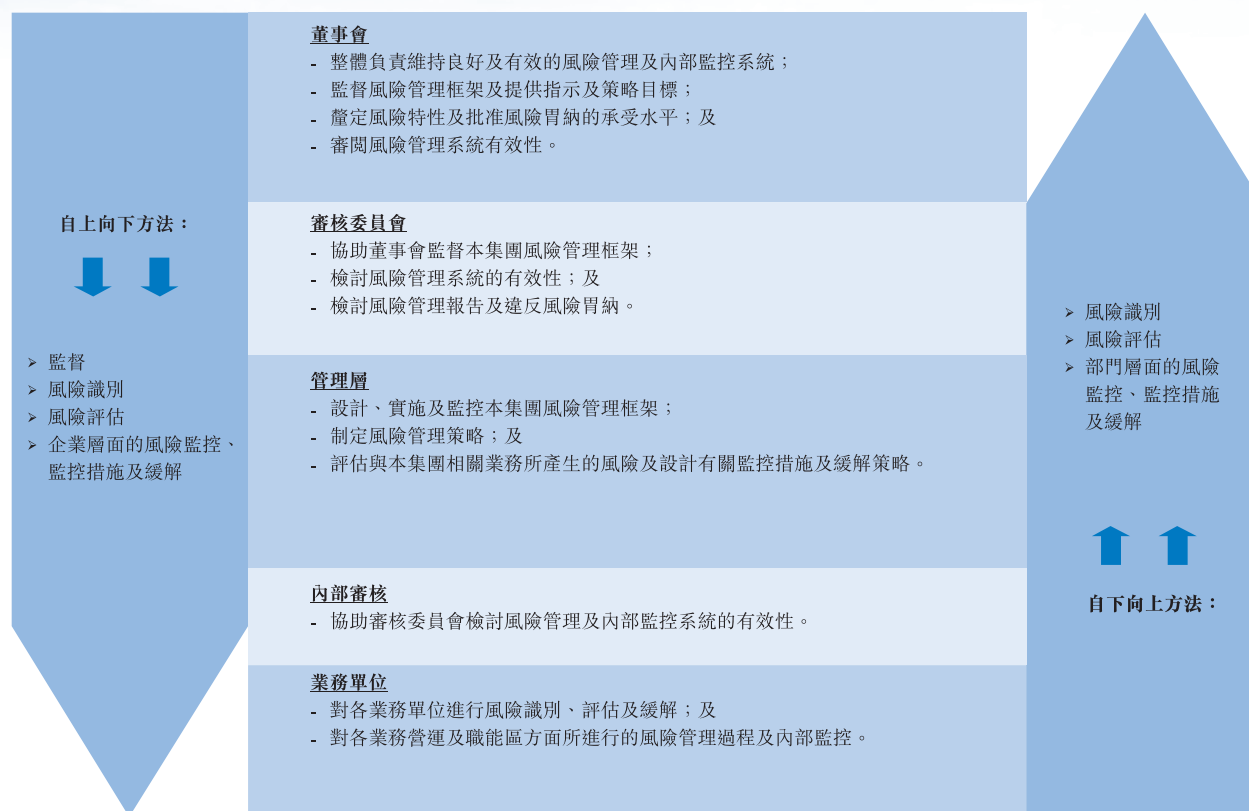 自上向下方法：
➢ 監督
➢ 風險識別
➢ 風險評估
➢ 企業層面的風險監控、
監控措施及緩解
董事會
- 整體負責維持良好及有效的風險管理及內部監控系統；
- 監督風險管理框架及提供指示及策略目標；
- 釐定風險特性及批准風險胃納的承受水平；及
- 審閱風險管理系統有效性。
審核委員會
- 協助董事會監督本集團風險管理框架；
- 檢討風險管理系統的有效性；及
- 檢討風險管理報告及違反風險胃納。
管理層
- 設計、實施及監控本集團風險管理框架；
- 制定風險管理策略；及
- 評估與本集團相關業務所產生的風險及設計有關監控措施及緩解策略。
內部審核
- 協助審核委員會檢討風險管理及內部監控系統的有效性。
業務單位
- 對各業務單位進行風險識別、評估及緩解；及
- 對各業務營運及職能區方面所進行的風險管理過程及內部監控。
➢ 風險識別
➢ 風險評估
➢ 部門層面的風險
監控、監控措施
及緩解
自下向上方法：